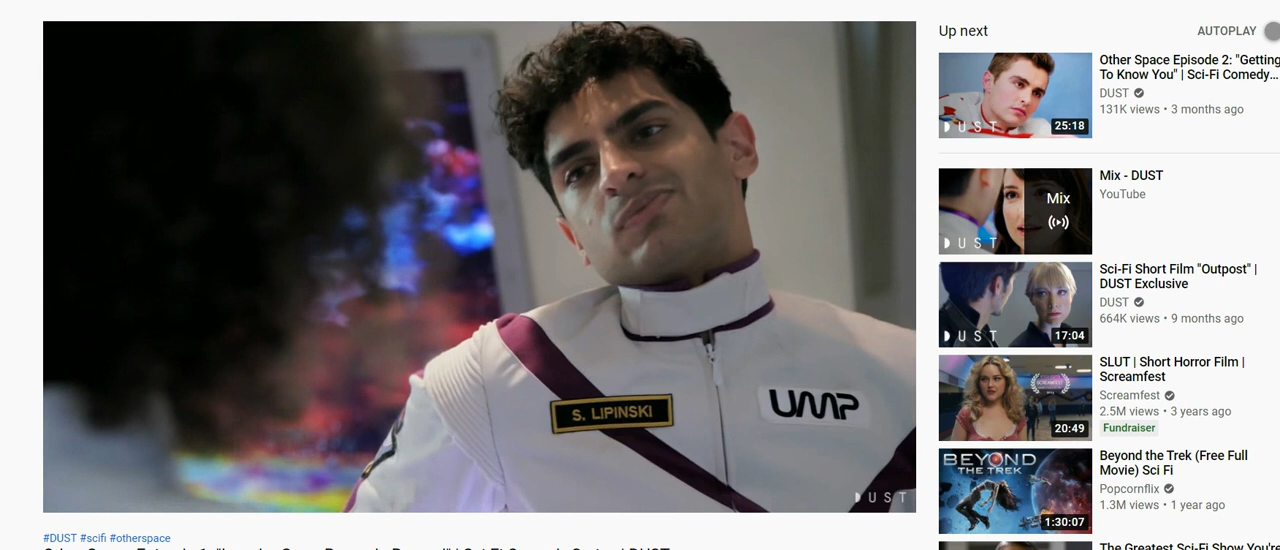 S. LIPINSKI
UMP
DUST
#DUST #scifi #otherspace
Up next
AUTOPLAY
DUST
25:18
Other Space Episode 2: "Getting
To Know You" | Sci-Fi Comedy...
DUST
131K views • 3 months ago
DUST
Mix
Mix - DUST
YouTube
DUST
17:04
Sci-Fi Short Film "Outpost" |
DUST Exclusive
DUST
664K views • 9 months ago
SCREAMFEST
20:49
SLUT | Short Horror Film |
Screamfest
Screamfest
2.5M views • 3 years ago
Fundraiser
BEYOND
THE TREK
1:30:07
Beyond the Trek (Free Full
Movie) Sci Fi
Popcornflix
1.3M views • 1 year ago
The Greatest Sci-Fi Show You're